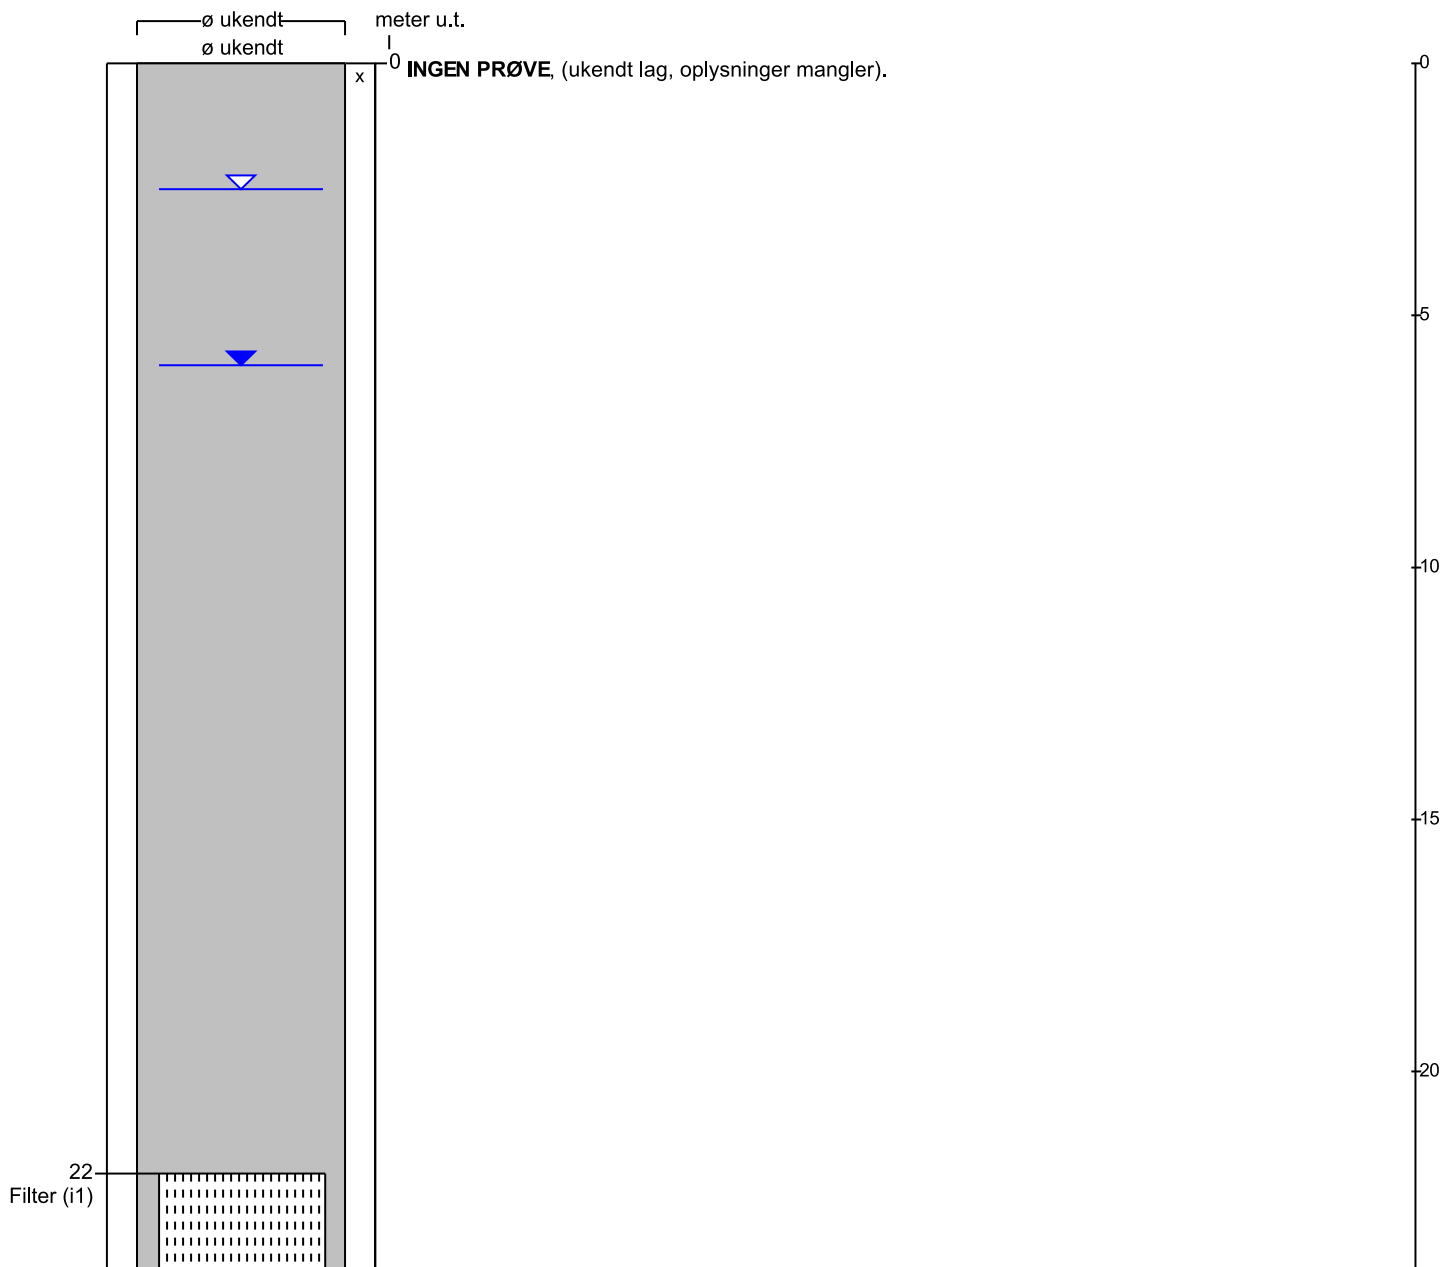 ø ukendt
meter u.t.
ø ukendt
0
INGEN PRØVE, (ukendt lag, oplysninger mangler).
x
0
5
10
15
20
22
Filter (i1)